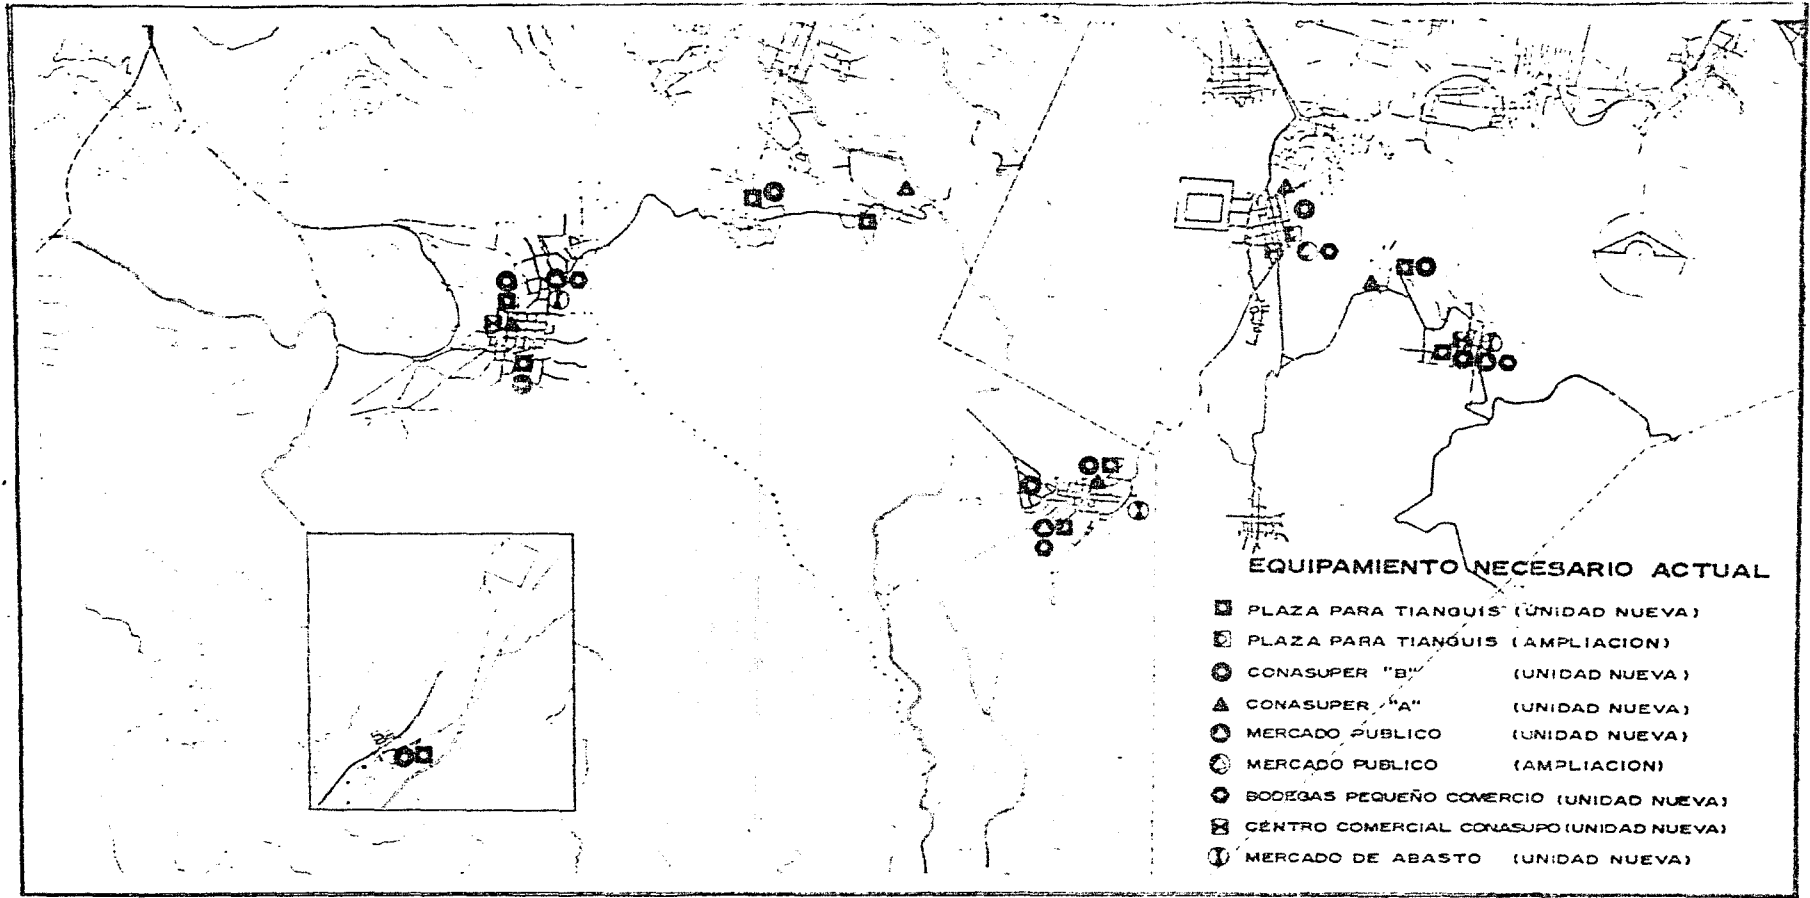 EQUIPAMIENTO NECESARIO ACTUAL
PLAZA PARA TIANGUIS (UNIDAD NUEVA)
PLAZA PARA TIANGUIS (AMPLIACION)
CONASUPER "B" (UNIDAD NUEVA)
CONASUPER "A" (UNIDAD NUEVA)
MERCADO PUBLICO (UNIDAD NUEVA)
MERCADO PUBLICO (AMPLIACION)
BODEGAS PEQUEÑO COMERCIO (UNIDAD NUEVA)
CENTRO COMERCIAL CONASUPO (UNIDAD NUEVA)
MERCADO DE ABASTO (UNIDAD NUEVA)